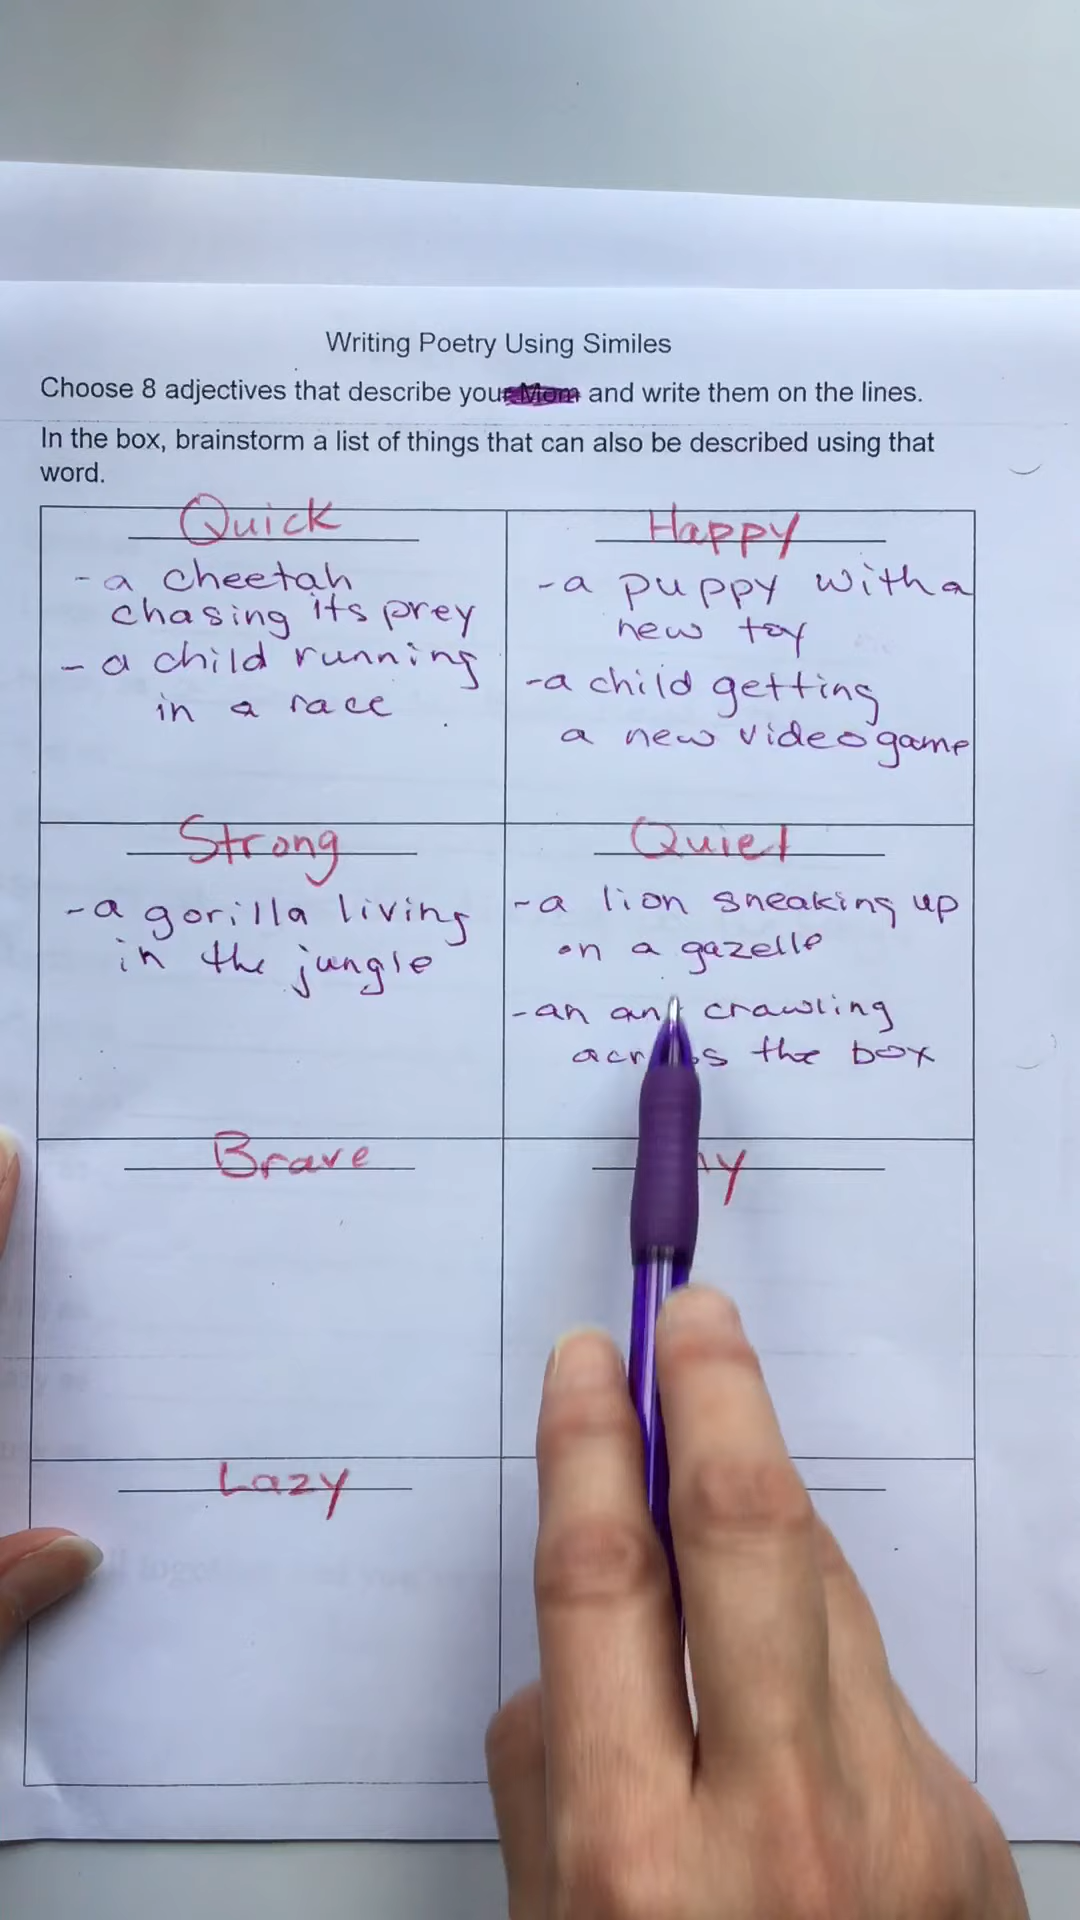 Writing Poetry Using Similes
Choose 8 adjectives that describe your Mom and write them on the lines.
In the box, brainstorm a list of things that can also be described using that
word.
Quick
- a cheetah
chasing its prey
- a child running
in a race
Happy
- a puppy with a
new toy
- a child getting
a new video game
Strong
- a gorilla living
in the jungle
Quiet
- a lion sneaking up
on a gazelle
- an ant crawling
the box
Brave
Lazy